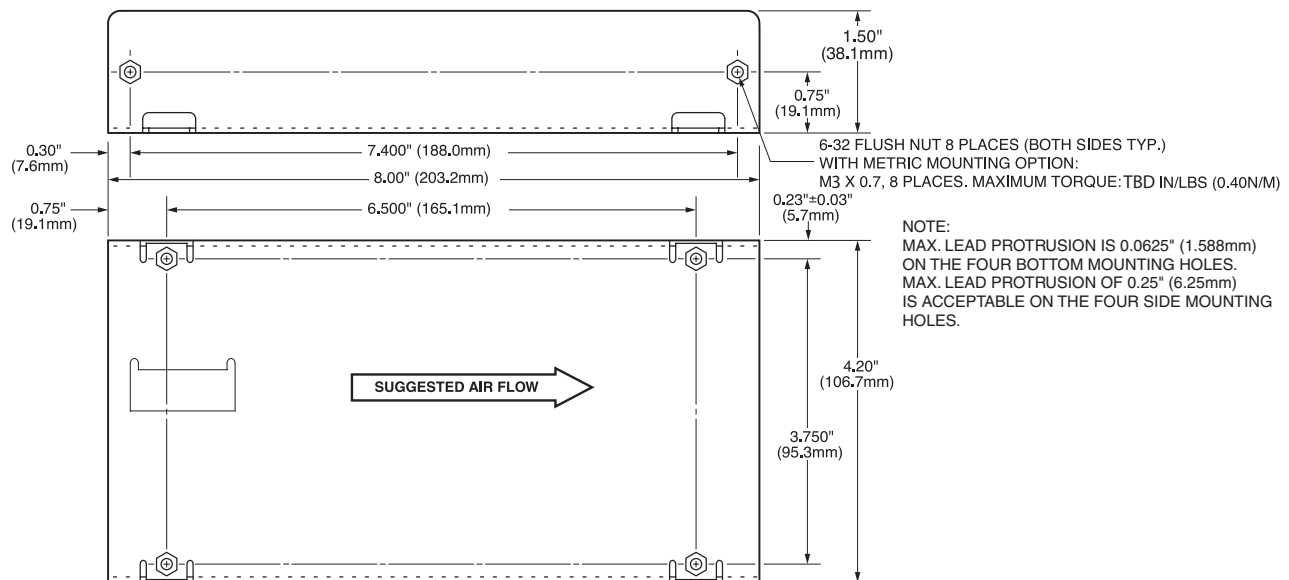 1.50"
(38.1mm)
0.75"
(19.1mm)
6-32 FLUSH NUT 8 PLACES (BOTH SIDES TYP.)
WITH METRIC MOUNTING OPTION:
M3 X 0.7, 8 PLACES. MAXIMUM TORQUE: TBD IN/LBS (0.40N/M)
0.30"
(7.6mm)
7.400" (188.0mm)
8.00" (203.2mm)
0.75"
(19.1mm)
6.500" (165.1mm)
0.23"±0.03"
(5.7mm)
NOTE:
MAX. LEAD PROTRUSION IS 0.0625" (1.588mm)
ON THE FOUR BOTTOM MOUNTING HOLES.
MAX. LEAD PROTRUSION OF 0.25" (6.25mm)
IS ACCEPTABLE ON THE FOUR SIDE MOUNTING
HOLES.
SUGGESTED AIR FLOW
4.20"
(106.7mm)
3.750"
(95.3mm)